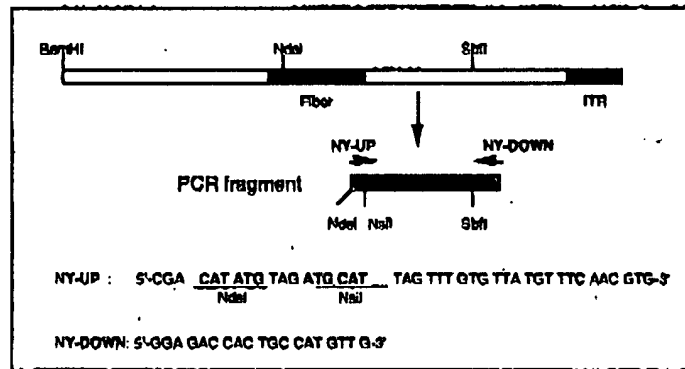 BamHI NdeI SbfI
Fiber ITR
NY-UP NY-DOWN
PCR fragment
NdeI NsiI SbfI
NY-UP : 5'-CGA CAT ATG TAG ATG CAT ... TAG TTT GTG TTA TGT TTC AAC GTG-3'
NdeI NsiI
NY-DOWN: 5'-GGA GAC CAC TGC CAT GTT G-3'